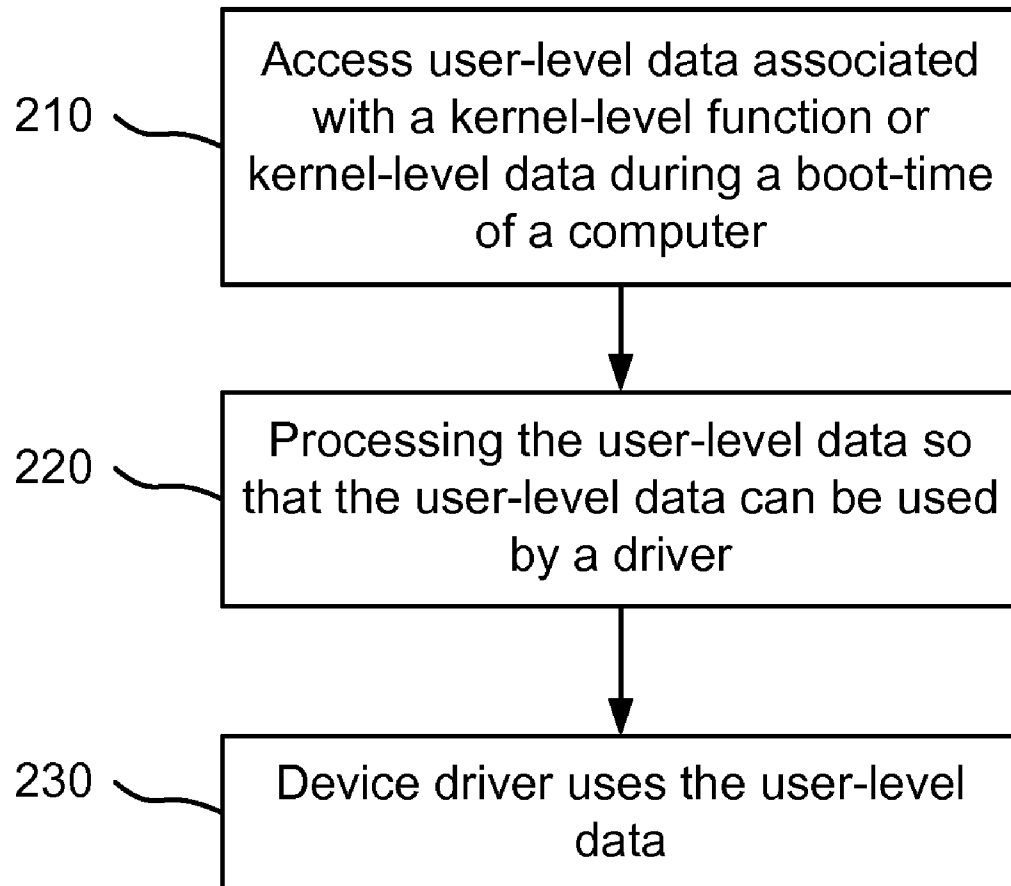 210
Access user-level data associated
with a kernel-level function or
kernel-level data during a boot-time
of a computer
220
Processing the user-level data so
that the user-level data can be used
by a driver
230
Device driver uses the user-level
data